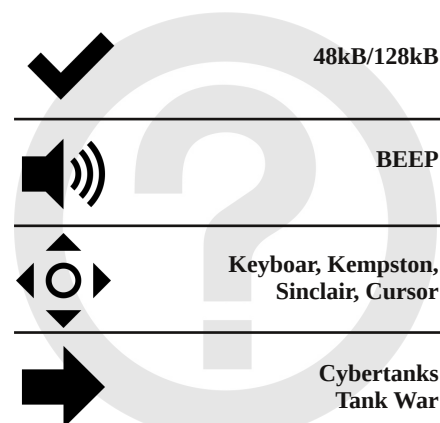 48kB/128kB
BEEP
Keyboar, Kempston,
Sinclair, Cursor
Cybertanks
Tank War